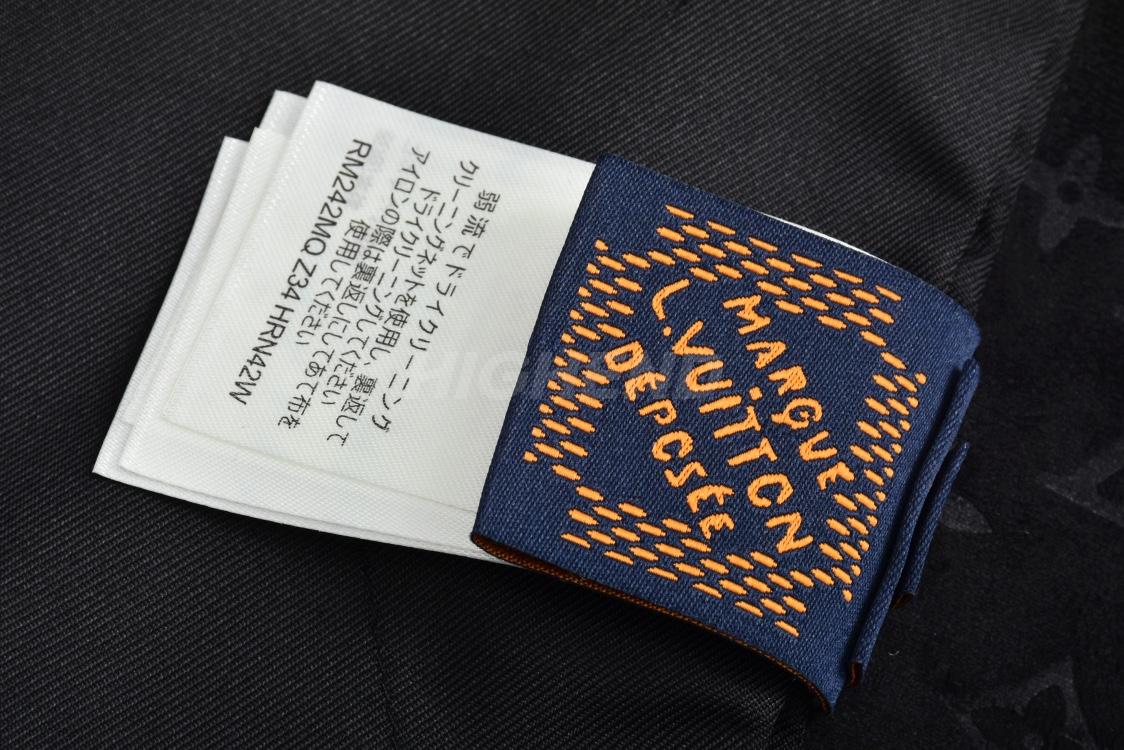 弱流でドライクリーニング
クリーニングネットを使用し 裏返して
ドライクリーニングしてください
アイロンの際は裏返しにしてあて布を
使用してください
RM242MQ Z34 HRN42W
MARQUE
L.VUITTON
DEPOSÉE